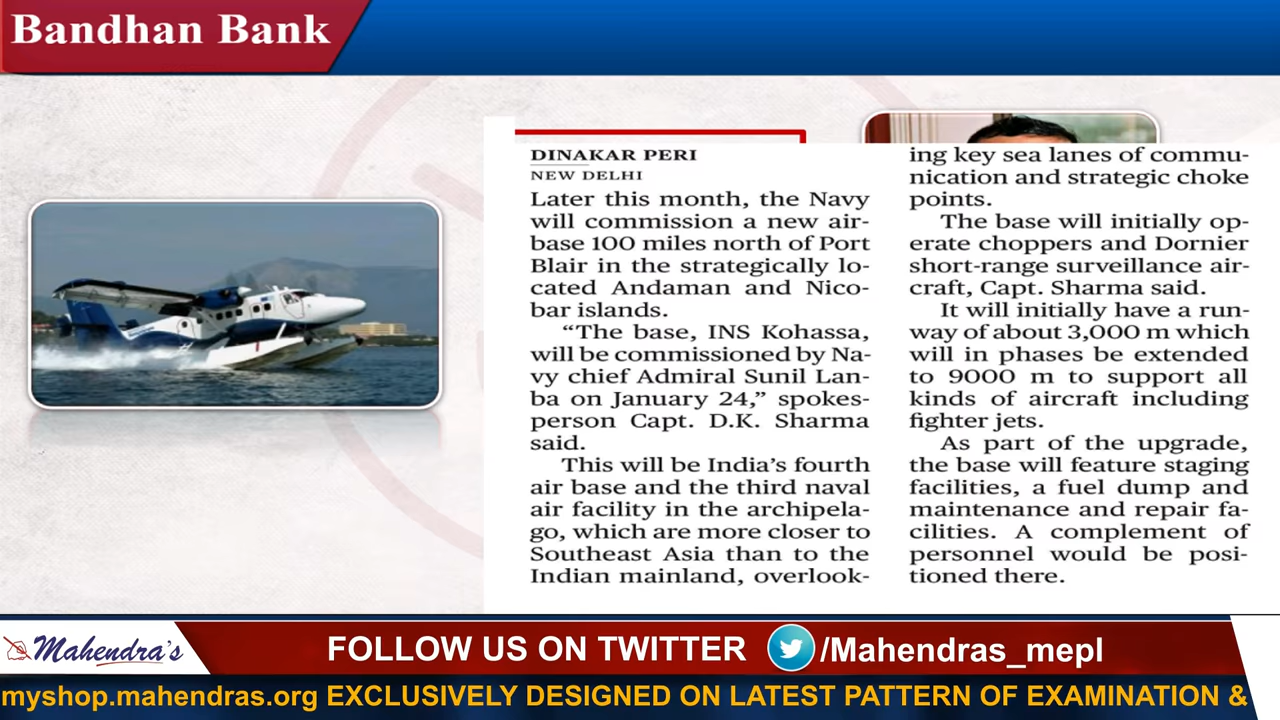 Bandhan Bank
DINAKAR PERI
NEW DELHI
Later this month, the Navy
will commission a new air-
base 100 miles north of Port
Blair in the strategically lo-
cated Andaman and Nico-
bar islands.
“The base, INS Kohassa,
will be commissioned by Na-
vy chief Admiral Sunil Lan-
ba on January 24,” spokes-
person Capt. D.K. Sharma
said.
This will be India’s fourth
air base and the third naval
air facility in the archipela-
go, which are more closer to
Southeast Asia than to the
Indian mainland, overlook-
ing key sea lanes of commu-
nication and strategic choke
points.
The base will initially op-
erate choppers and Dornier
short-range surveillance air-
craft, Capt. Sharma said.
It will initially have a run-
way of about 3,000 m which
will in phases be extended
to 9000 m to support all
kinds of aircraft including
fighter jets.
As part of the upgrade,
the base will feature staging
facilities, a fuel dump and
maintenance and repair fa-
cilities. A complement of
personnel would be posi-
tioned there.
Mahendra's
FOLLOW US ON TWITTER /Mahendras_mepl
myshop.mahendras.org EXCLUSIVELY DESIGNED ON LATEST PATTERN OF EXAMINATION &